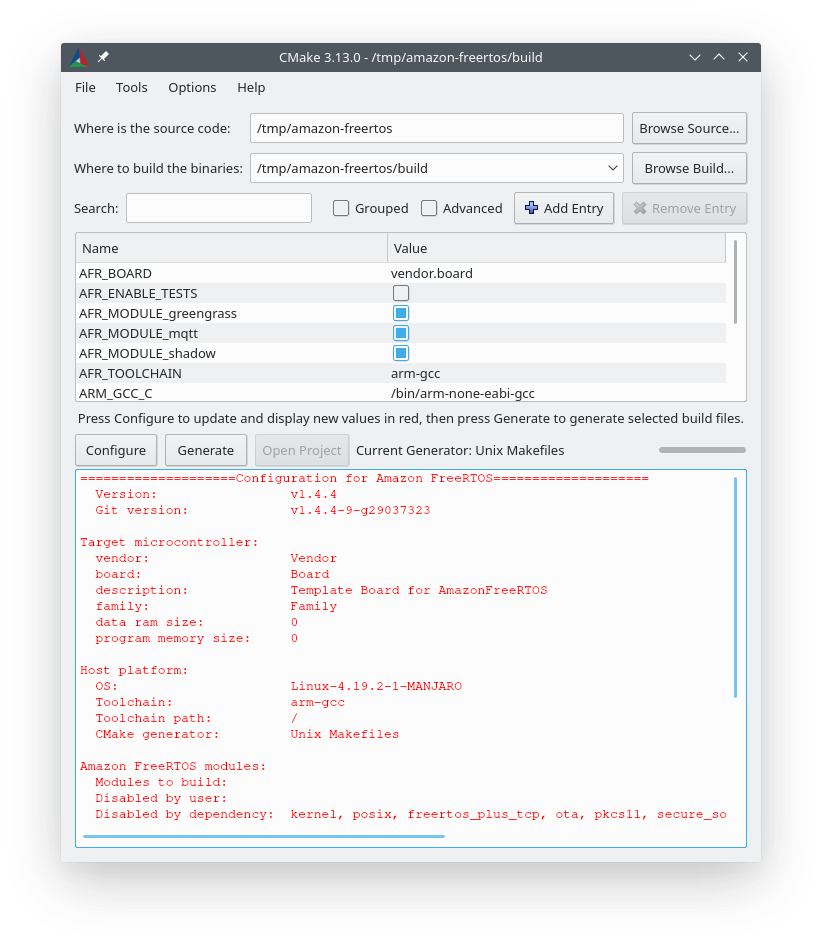 CMake 3.13.0 - /tmp/amazon-freertos/build
File Tools Options Help
Where is the source code: /tmp/amazon-freertos Browse Source...
Where to build the binaries: /tmp/amazon-freertos/build Browse Build...
Search: Grouped Advanced Add Entry Remove Entry
Name Value
AFR_BOARD vendor.board
AFR_ENABLE_TESTS
AFR_MODULE_greengrass
AFR_MODULE_mqtt
AFR_MODULE_shadow
AFR_TOOLCHAIN arm-gcc
ARM_GCC_C /bin/arm-none-eabi-gcc
Press Configure to update and display new values in red, then press Generate to generate selected build files.
Configure Generate Open Project Current Generator: Unix Makefiles
====================Configuration for Amazon FreeRTOS====================
Version: v1.4.4
Git version: v1.4.4-9-g29037323
Target microcontroller:
vendor: Vendor
board: Board
description: Template Board for AmazonFreeRTOS
family: Family
data ram size: 0
program memory size: 0
Host platform:
OS: Linux-4.19.2-1-MANJARO
Toolchain: arm-gcc
Toolchain path: /
CMake generator: Unix Makefiles
Amazon FreeRTOS modules:
Modules to build:
Disabled by user:
Disabled by dependency: kernel, posix, freertos_plus_tcp, ota, pkcs11, secure_so